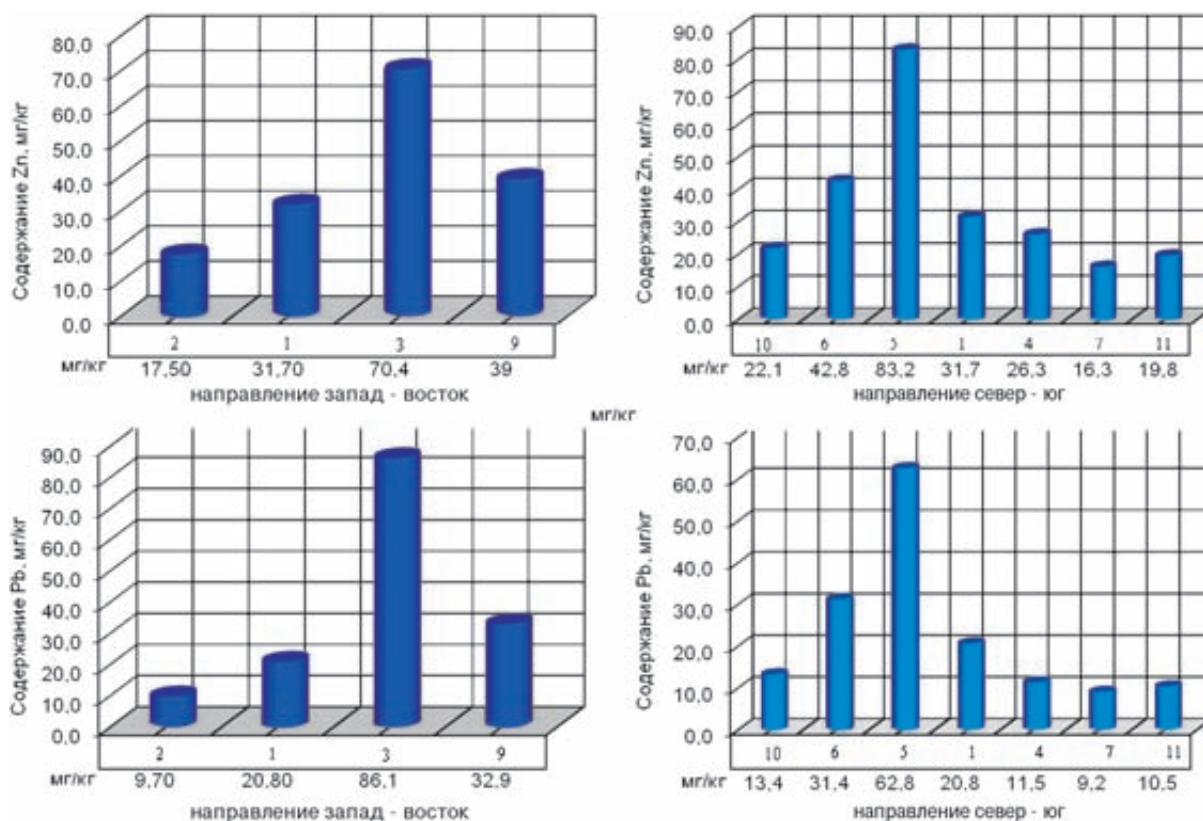 Содержание Zn, мг/кг
80,0
70,0
60,0
50,0
40,0
30,0
20,0
10,0
0,0
2 1 3 9
мг/кг 17,50 31,70 70,4 39
направление запад - восток
Содержание Zn, мг/кг
90,0
80,0
70,0
60,0
50,0
40,0
30,0
20,0
10,0
0,0
10 6 5 1 4 7 11
22,1 42,8 83,2 31,7 26,3 16,3 19,8
направление север - юг
мг/кг
Содержание Pb, мг/кг
90,0
80,0
70,0
60,0
50,0
40,0
30,0
20,0
10,0
0,0
2 1 3 9
мг/кг 9,70 20,80 86,1 32,9
направление запад - восток
Содержание Pb, мг/кг
70,0
60,0
50,0
40,0
30,0
20,0
10,0
0,0
10 6 5 1 4 7 11
мг/кг 13,4 31,4 62,8 20,8 11,5 9,2 10,5
направление север - юг